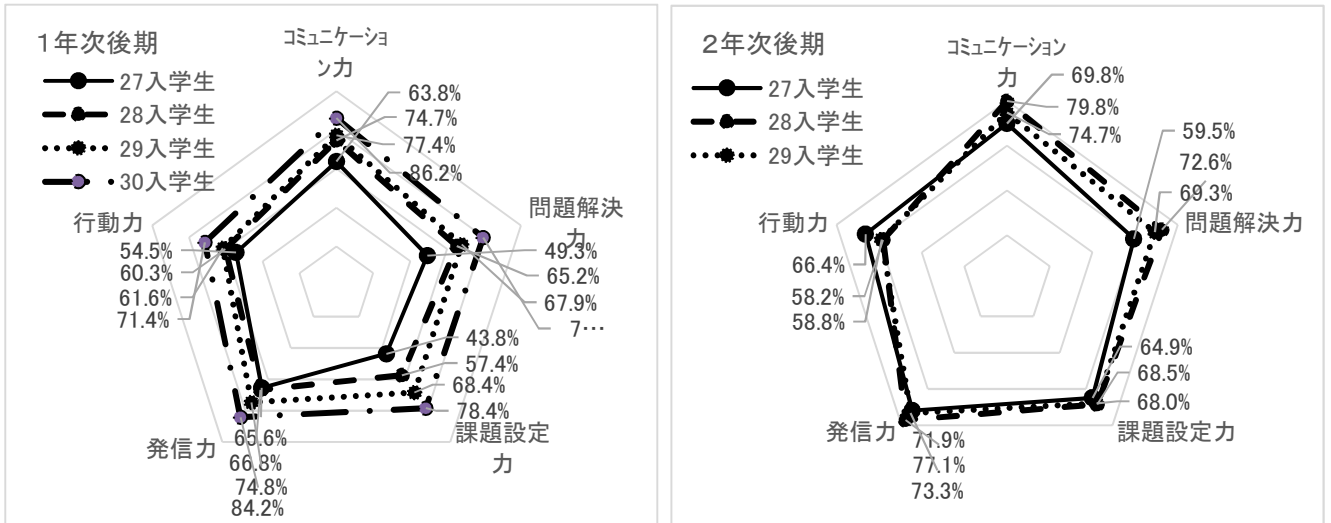 1年次後期
27入学生
28入学生
29入学生
30入学生
コミュニケーショ
ン力
63.8%
74.7%
77.4%
86.2%
問題解決
力
49.3%
65.2%
67.9%
7…
43.8%
57.4%
68.4%
78.4%
課題設定
力
発信力
65.6%
66.8%
74.8%
84.2%
行動力
54.5%
60.3%
61.6%
71.4%
2年次後期
27入学生
28入学生
29入学生
コミュニケーション
力
69.8%
79.8%
74.7%
59.5%
72.6%
69.3%
問題解決力
64.9%
68.5%
68.0%
課題設定力
発信力
71.9%
77.1%
73.3%
行動力
66.4%
58.2%
58.8%